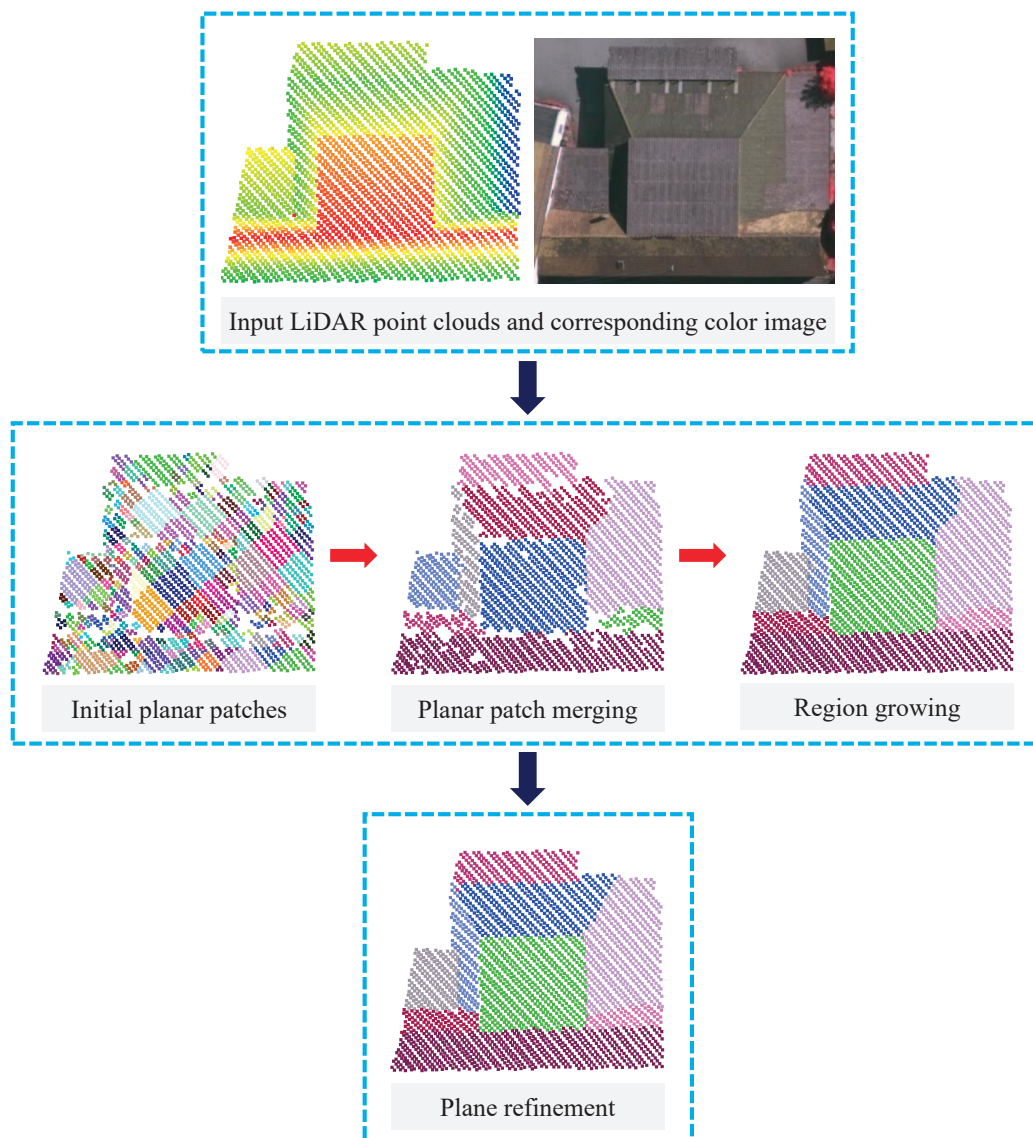 Input LiDAR point clouds and corresponding color image
Initial planar patches
Planar patch merging
Region growing
Plane refinement